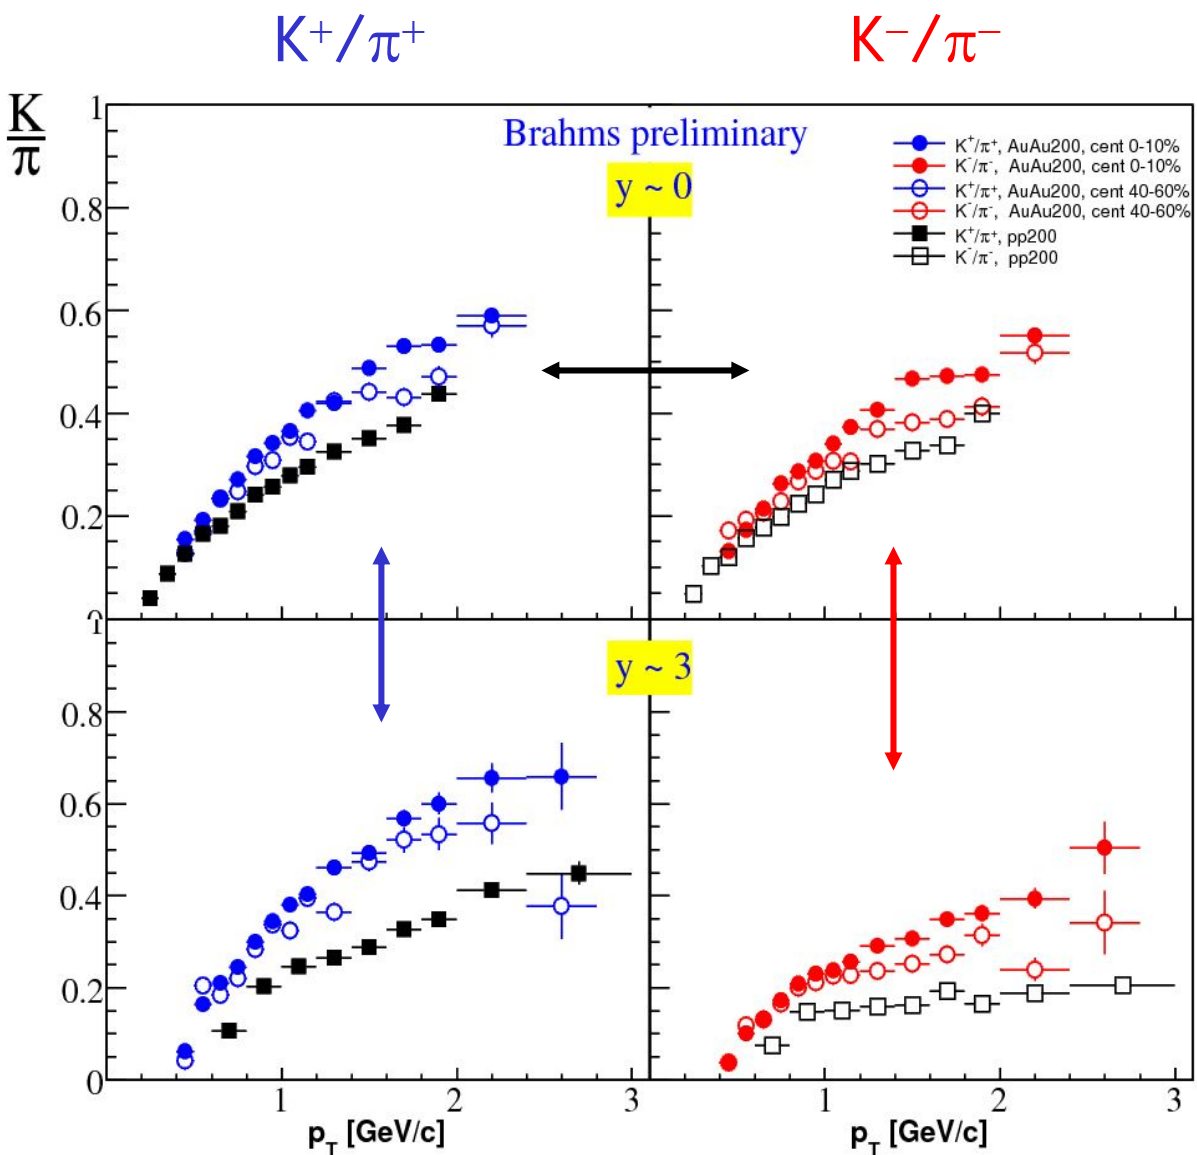 K⁺/π⁺
K⁻/π⁻
K
π
Brahms preliminary
y ~ 0
K⁺/π⁺, AuAu200, cent 0-10%
K⁻/π⁻, AuAu200, cent 0-10%
K⁺/π⁺, AuAu200, cent 40-60%
K⁻/π⁻, AuAu200, cent 40-60%
K⁺/π⁺, pp200
K⁻/π⁻, pp200
1
0.8
0.6
0.4
0.2
0
y ~ 3
1
0.8
0.6
0.4
0.2
0
1 2 3
1 2 3
p_T [GeV/c]
p_T [GeV/c]